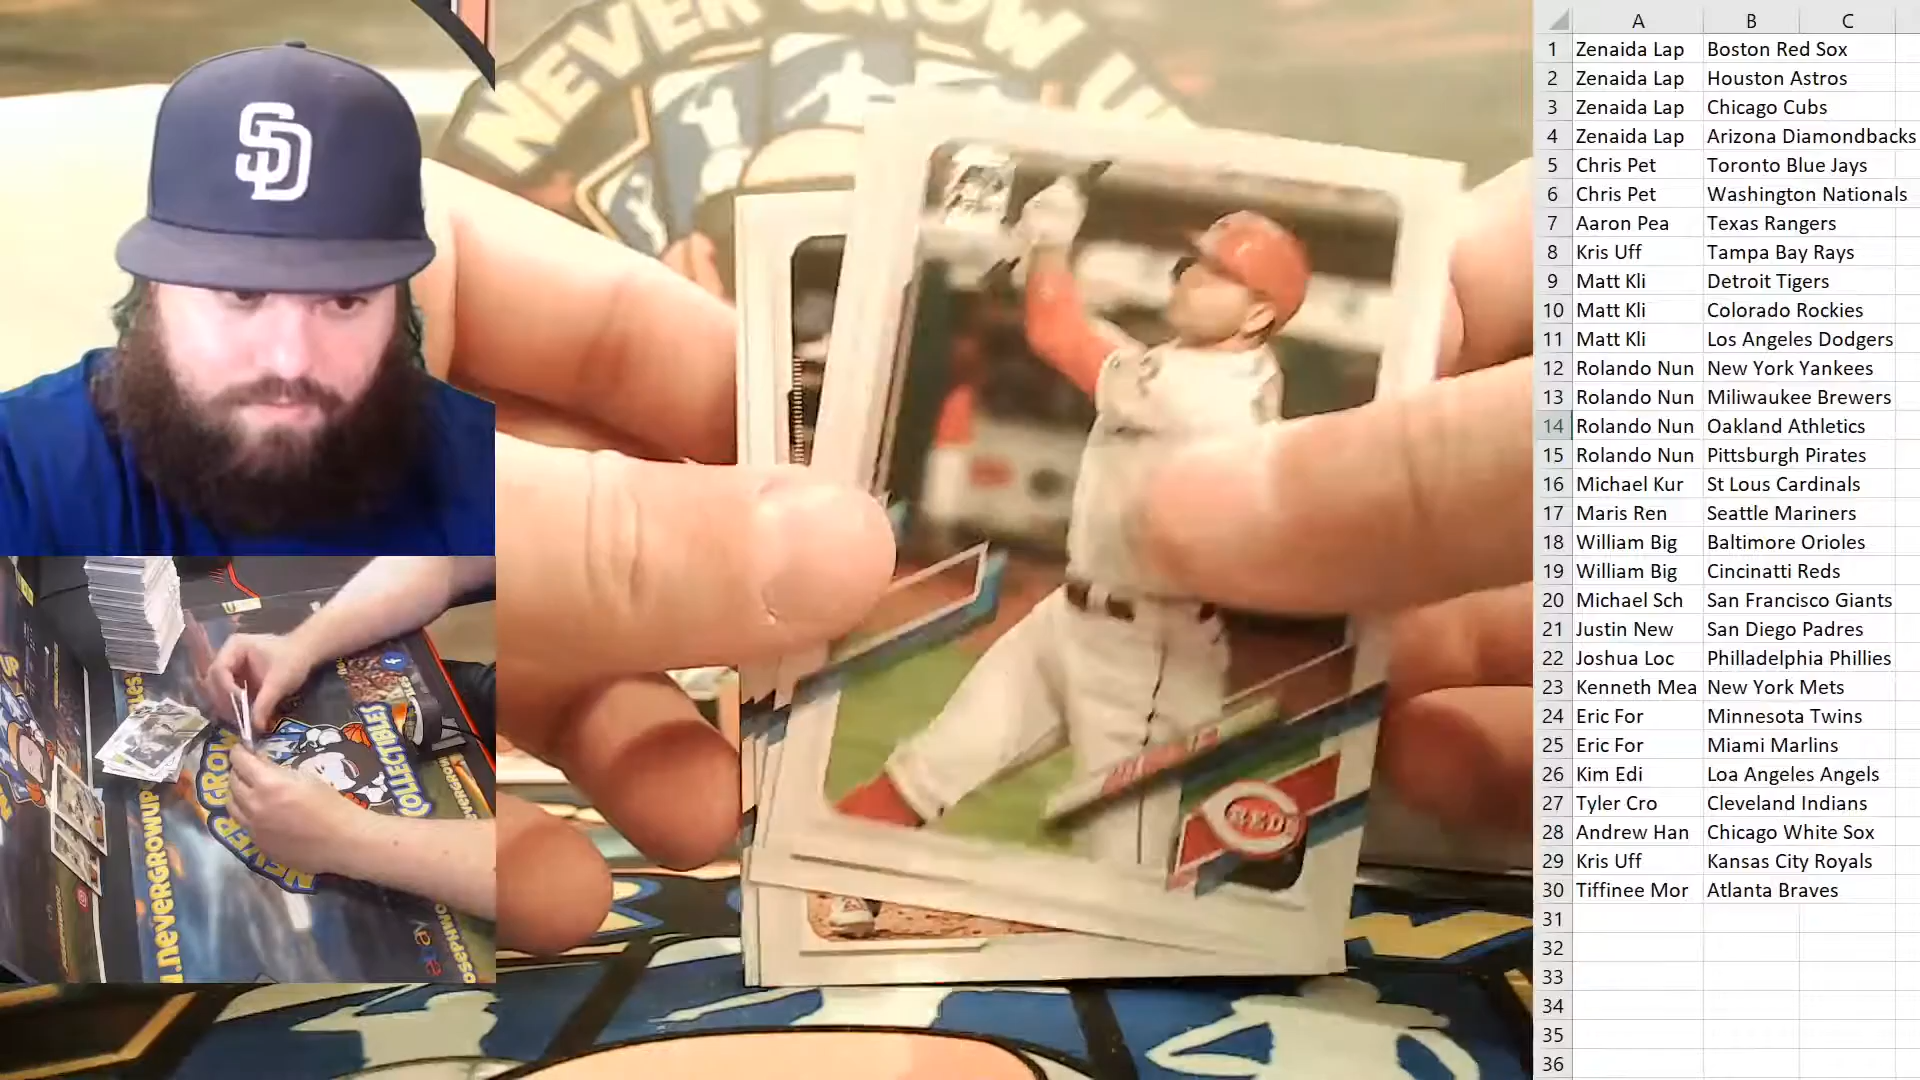 NEVER GROW UP
SD
REDS
NEVER GROW
COLLECTIBLES
A B C
1 Zenaida Lap Boston Red Sox
2 Zenaida Lap Houston Astros
3 Zenaida Lap Chicago Cubs
4 Zenaida Lap Arizona Diamondbacks
5 Chris Pet Toronto Blue Jays
6 Chris Pet Washington Nationals
7 Aaron Pea Texas Rangers
8 Kris Uff Tampa Bay Rays
9 Matt Kli Detroit Tigers
10 Matt Kli Colorado Rockies
11 Matt Kli Los Angeles Dodgers
12 Rolando Nun New York Yankees
13 Rolando Nun Miliwaukee Brewers
14 Rolando Nun Oakland Athletics
15 Rolando Nun Pittsburgh Pirates
16 Michael Kur St Lous Cardinals
17 Maris Ren Seattle Mariners
18 William Big Baltimore Orioles
19 William Big Cincinatti Reds
20 Michael Sch San Francisco Giants
21 Justin New San Diego Padres
22 Joshua Loc Philladelphia Phillies
23 Kenneth Mea New York Mets
24 Eric For Minnesota Twins
25 Eric For Miami Marlins
26 Kim Edi Loa Angeles Angels
27 Tyler Cro Cleveland Indians
28 Andrew Han Chicago White Sox
29 Kris Uff Kansas City Royals
30 Tiffinee Mor Atlanta Braves
31
32
33
34
35
36